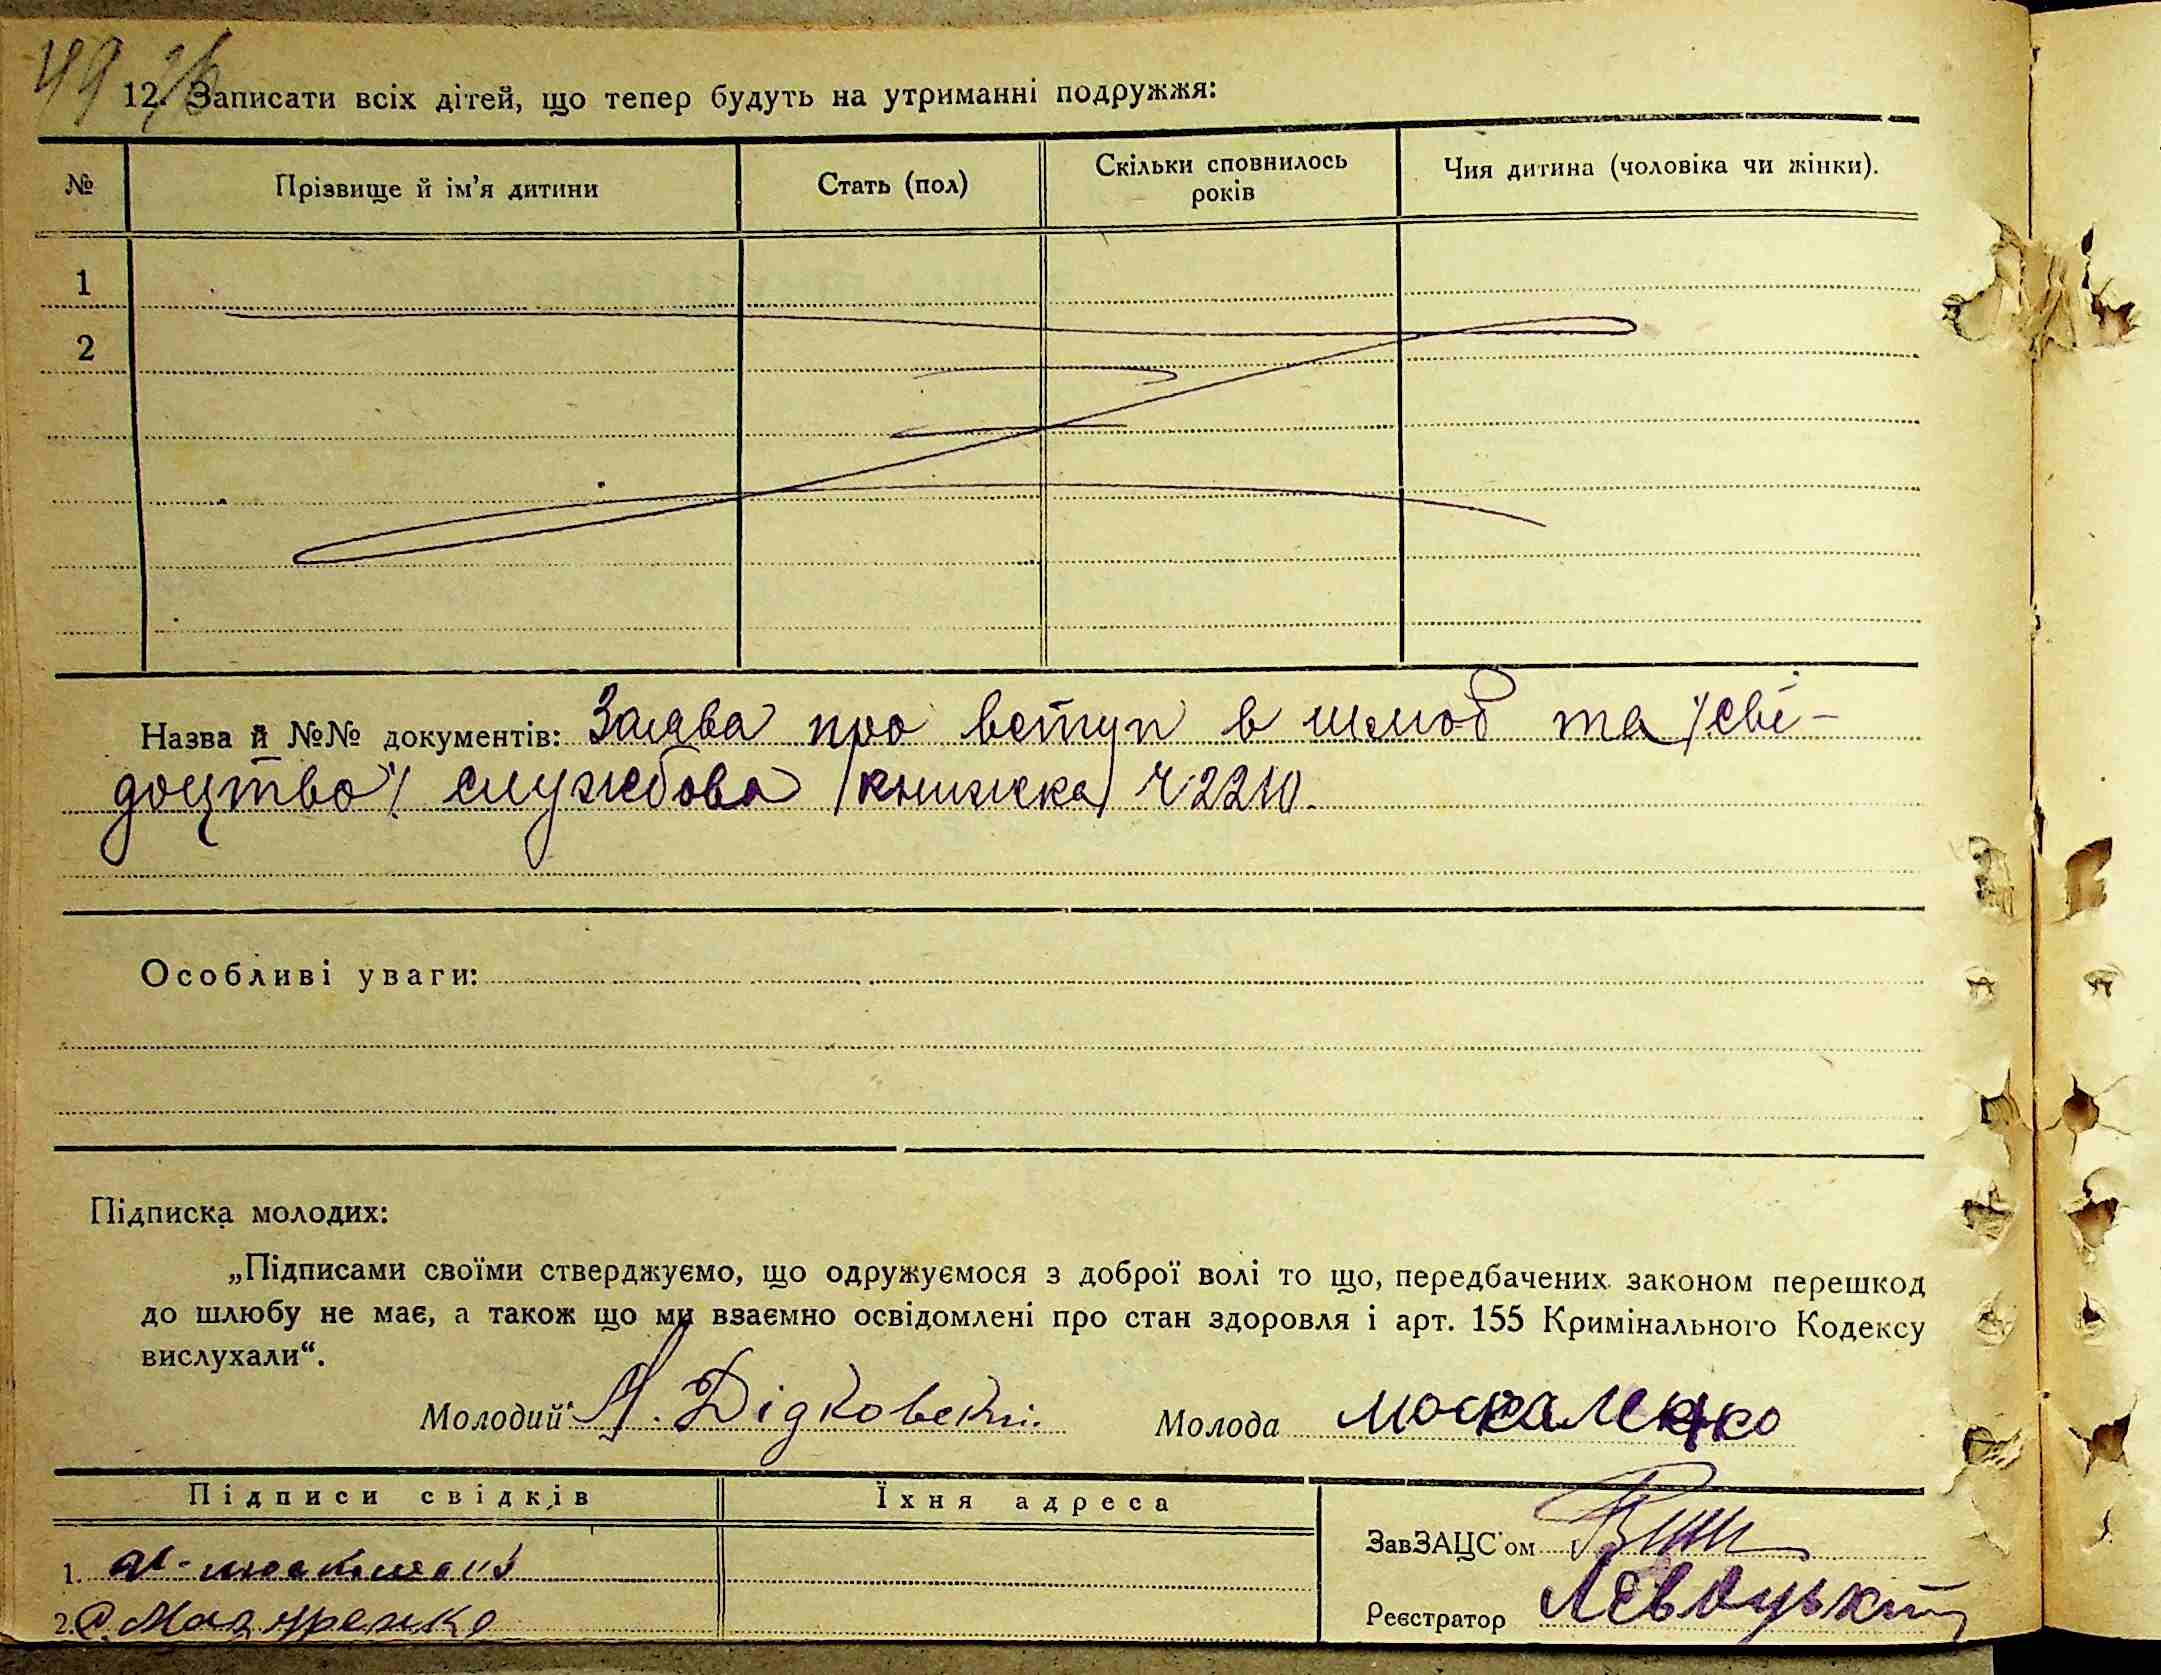 49
12. Записати всіх дітей, що тепер будуть на утриманні подружжя:
№ Прізвище й ім'я дитини Стать (пол) Скільки сповнилось років Чия дитина (чоловіка чи жінки).
1
2
Назва й №№ документів: Заява про вступ в шлюб та /сві-
доцтво/ службова /книжка/ ч 2210.
Особливі уваги:
Підписка молодих:
„Підписами своїми стверджуємо, що одружуємося з доброї волі то що, передбачених законом перешкод
до шлюбу не має, а також що ми взаємно освідомлені про стан здоровля і арт. 155 Кримінального Кодексу
вислухали“.
Молодий А. Дідковскі. Молода москаленко
Підписи свідків Їхня адреса
ЗавЗАЦС'ом
1.
Реєстратор
2. Мазуренко